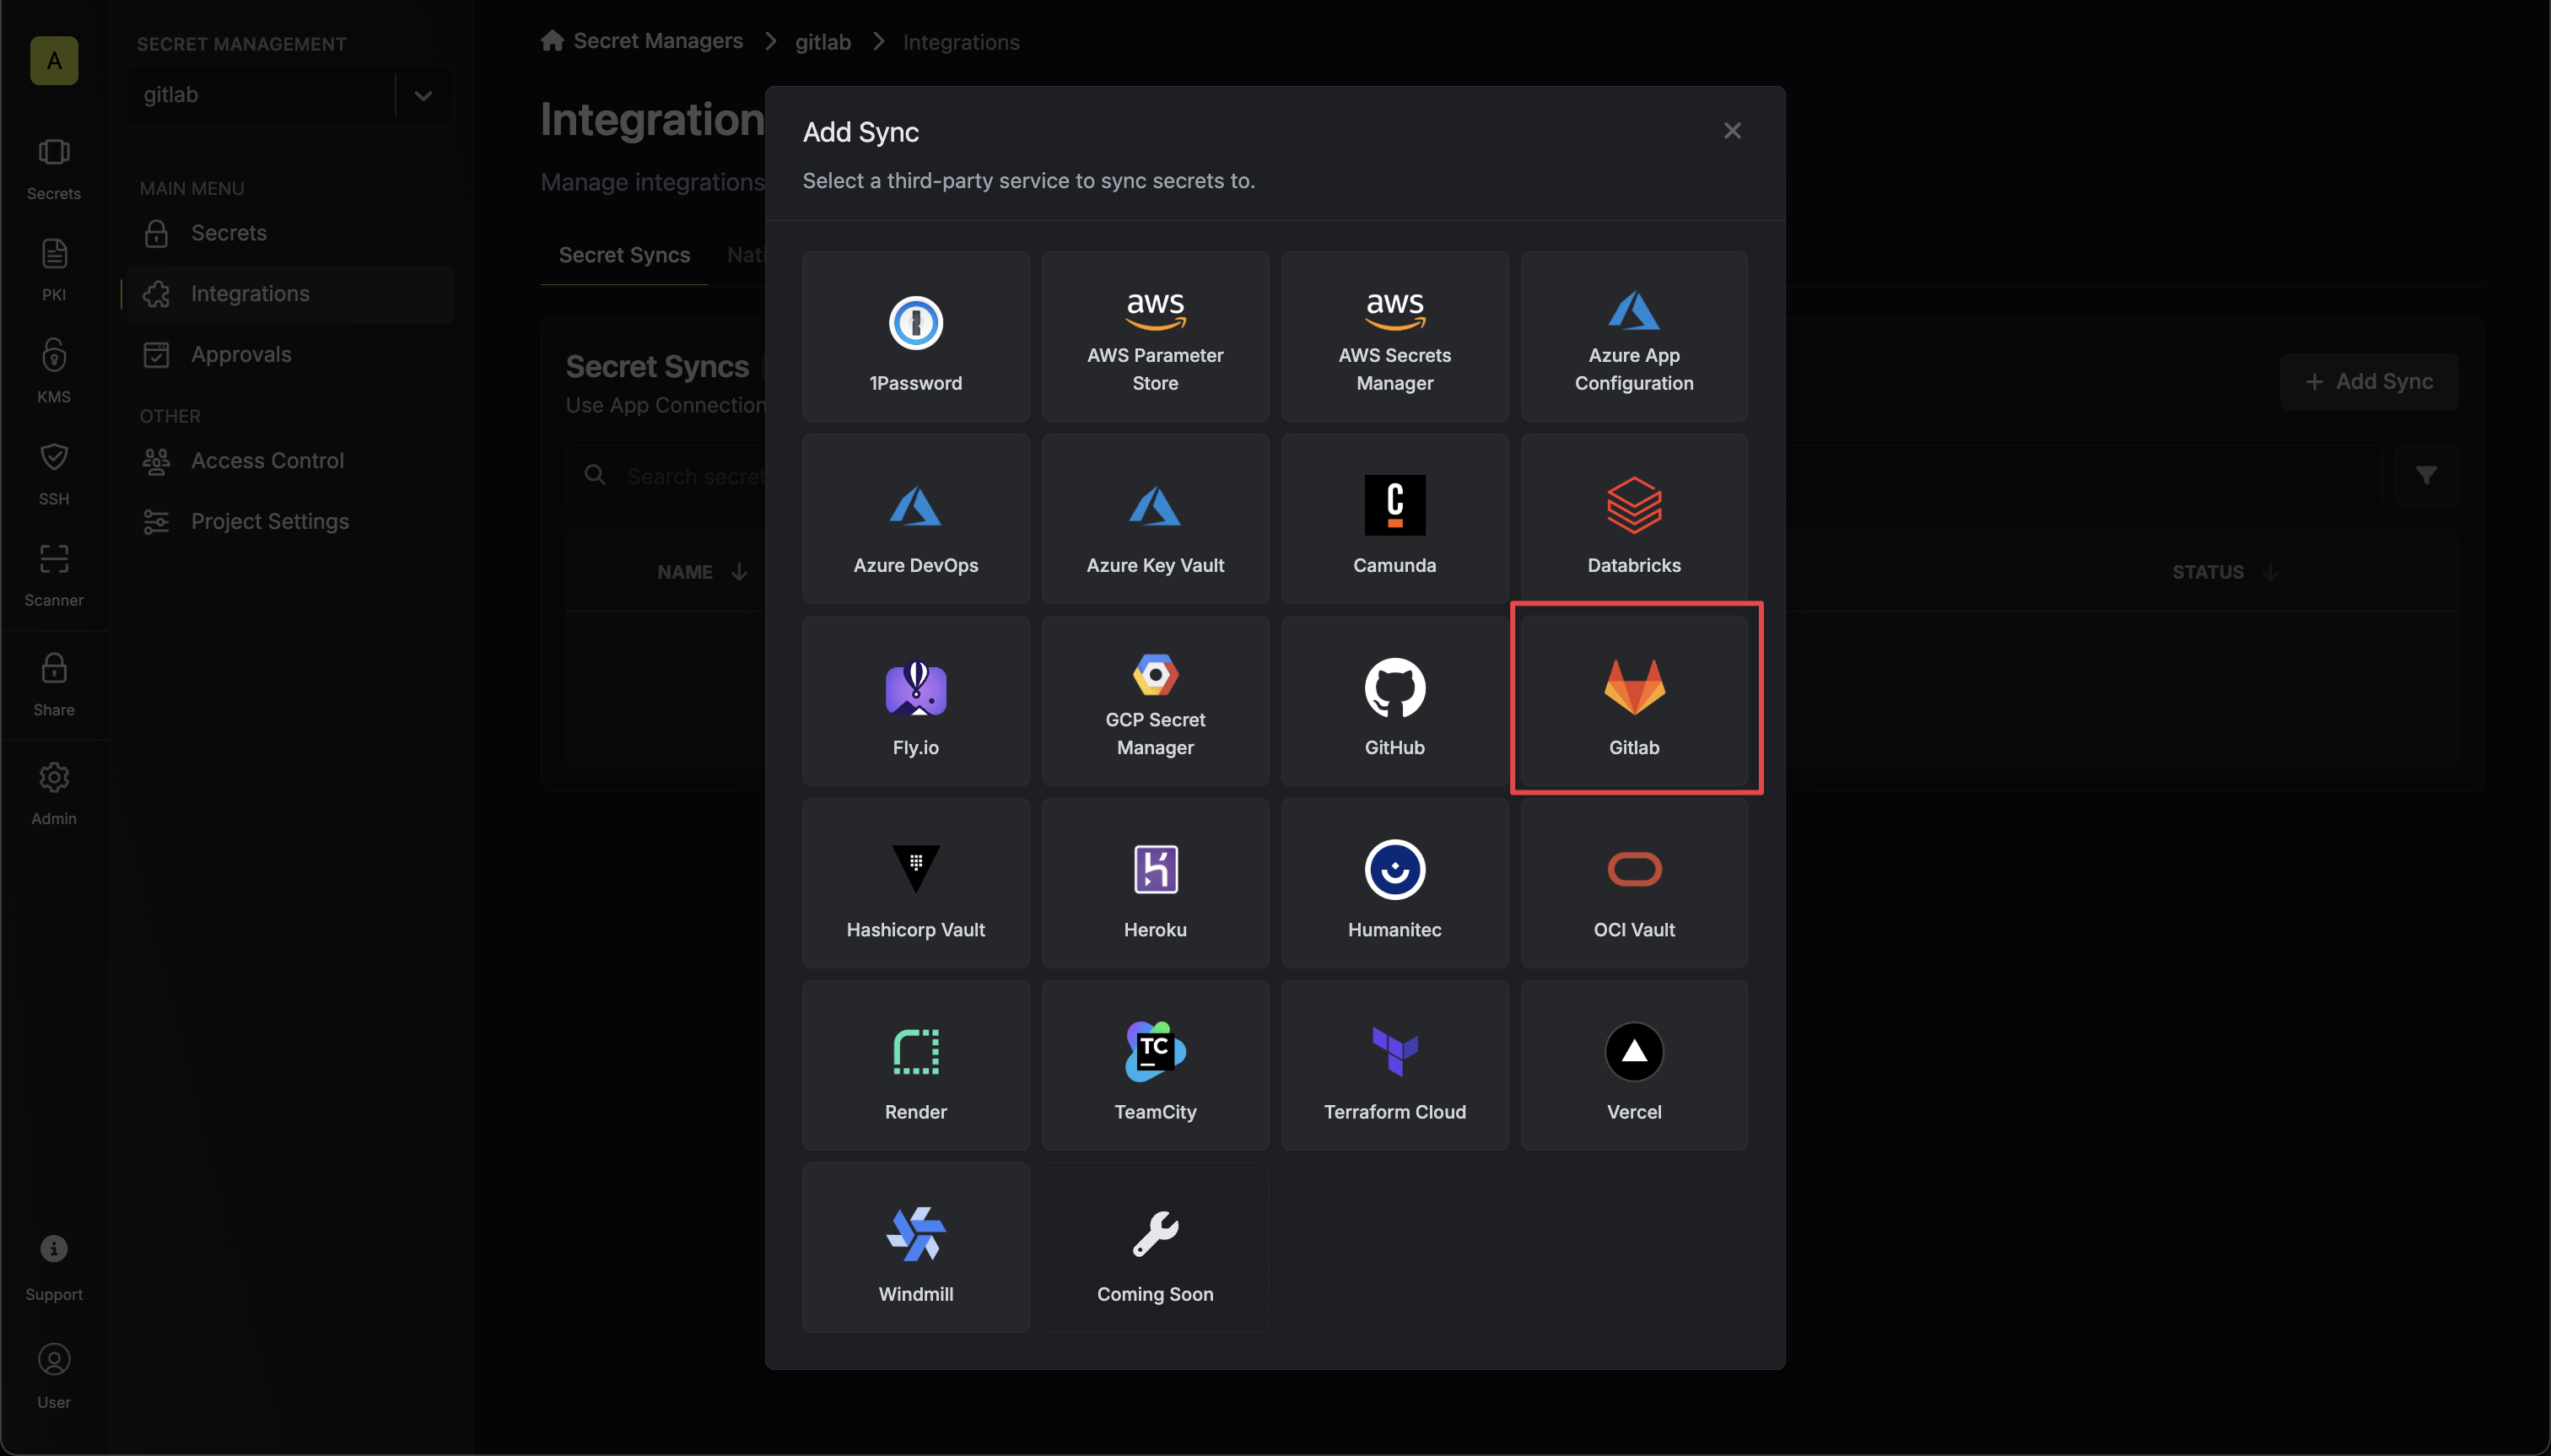 A
Secrets
PKI
KMS
SSH
Scanner
Share
Admin
Support
User
SECRET MANAGEMENT
gitlab
MAIN MENU
Secrets
Integrations
Approvals
OTHER
Access Control
Project Settings
Secret Managers
gitlab
Integrations
Integration
Manage integrations
Secret Syncs
Nati
Secret Syncs
Use App Connection
+ Add Sync
Search secret
NAME
STATUS
Add Sync
Select a third-party service to sync secrets to.
1Password
aws
AWS Parameter
Store
aws
AWS Secrets
Manager
Azure App
Configuration
Azure DevOps
Azure Key Vault
C
Camunda
Databricks
Fly.io
GCP Secret
Manager
GitHub
Gitlab
Hashicorp Vault
Heroku
Humanitec
OCI Vault
Render
TC
TeamCity
Terraform Cloud
Vercel
Windmill
Coming Soon